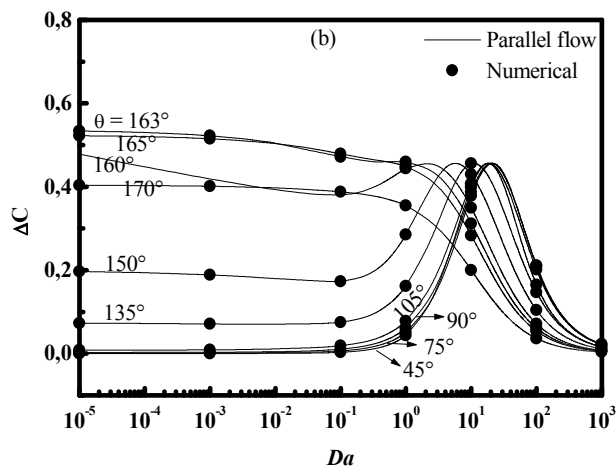 0,8
(b)
Parallel flow
Numerical
0,6
θ = 163°
165°
160°
0,4
170°
ΔC
150°
0,2
135°
105°
90°
75°
0,0
45°
10⁻⁵ 10⁻⁴ 10⁻³ 10⁻² 10⁻¹ 10⁰ 10¹ 10² 10³
Da